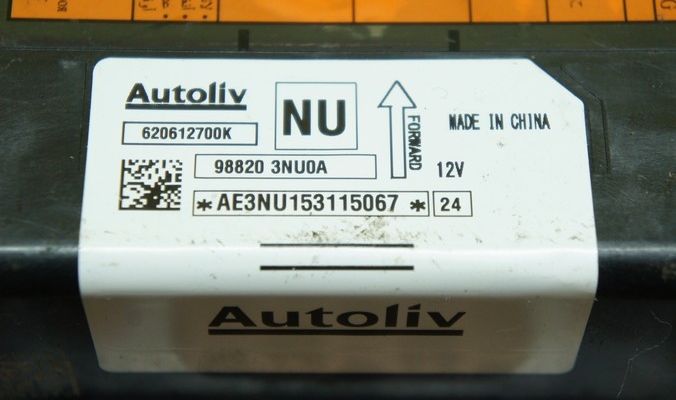 Autoliv
NU
FORWARD
MADE IN CHINA
620612700K
98820 3NU0A
12V
*AE3NU153115067 *
24
Autoliv